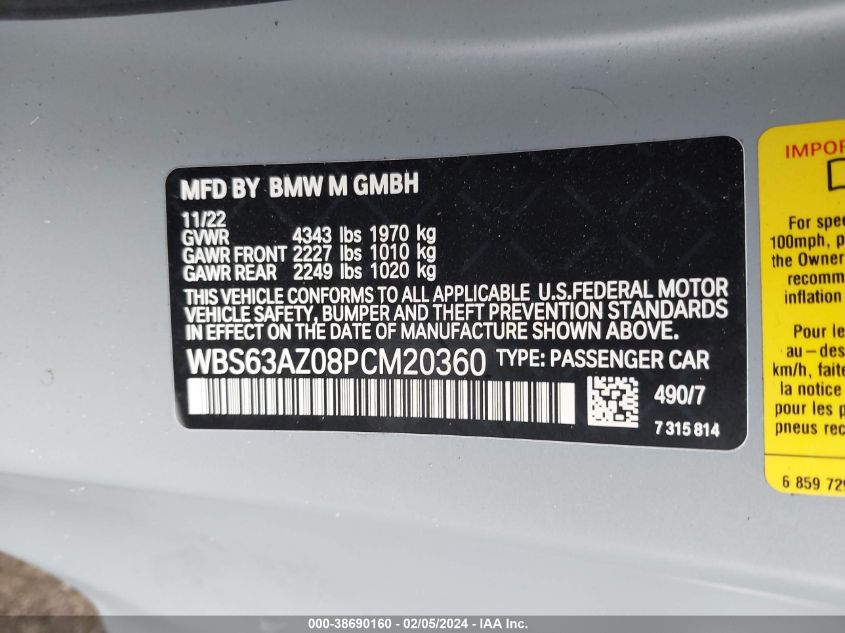 MFD BY BMW M GMBH
11/22
GVWR 4343 lbs 1970 kg
GAWR FRONT 2227 lbs 1010 kg
GAWR REAR 2249 lbs 1020 kg
THIS VEHICLE CONFORMS TO ALL APPLICABLE U.S.FEDERAL MOTOR
VEHICLE SAFETY, BUMPER AND THEFT PREVENTION STANDARDS
IN EFFECT ON THE DATE OF MANUFACTURE SHOWN ABOVE.
WBS63AZ08PCM20360 TYPE: PASSENGER CAR
490/7
7 315 814
IMPOR
For spee
100mph, p
the Owner
recomm
inflation
Pour le
au-des
km/h, faite
la notice
pour les p
pneus rec
6 859 729
000-38690160 - 02/05/2024 - IAA Inc.